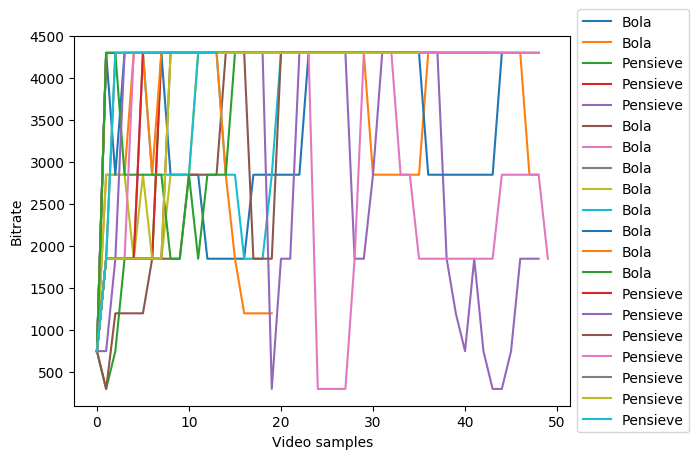 4500
4000
3500
3000
2500
2000
1500
1000
500
Bitrate
0
10
20
30
40
50
Video samples
Bola
Bola
Pensieve
Pensieve
Pensieve
Bola
Bola
Bola
Bola
Bola
Bola
Bola
Bola
Pensieve
Pensieve
Pensieve
Pensieve
Pensieve
Pensieve
Pensieve